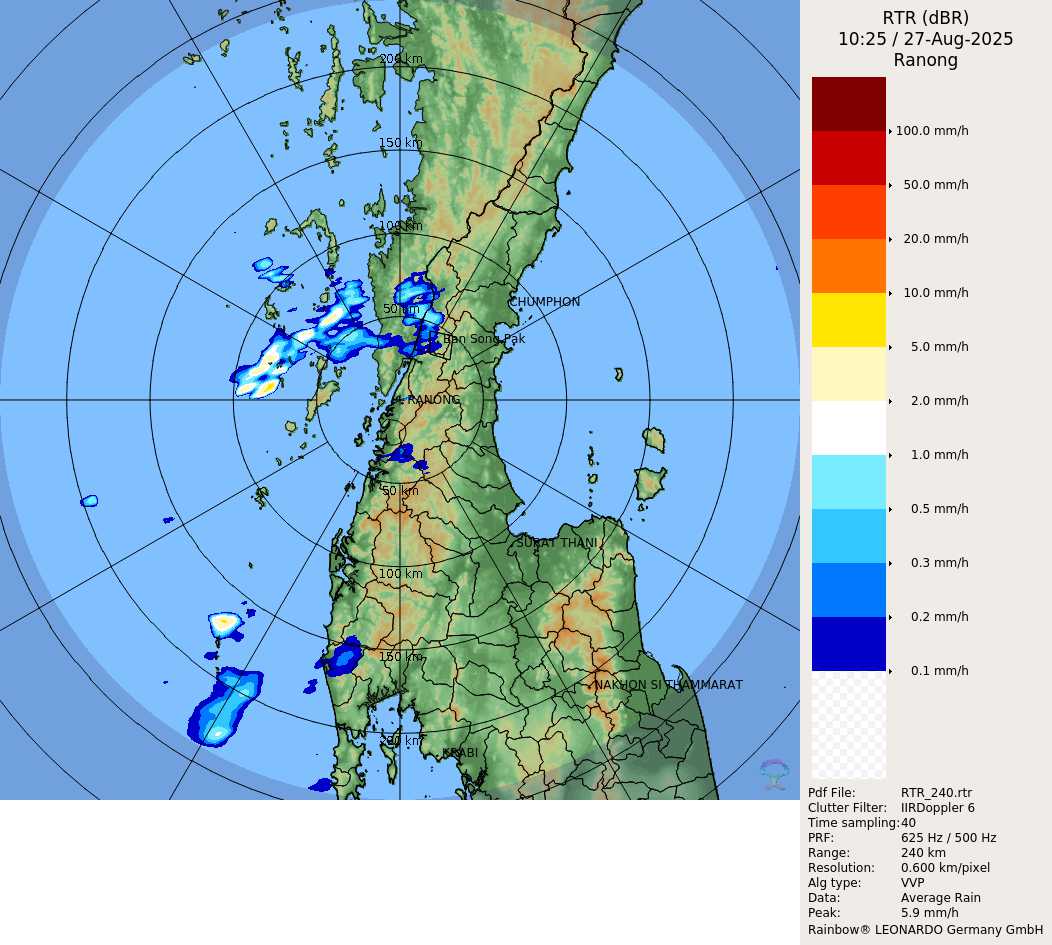 RTR (dBR)
10:25 / 27-Aug-2025
Ranong
200 km
150 km
100 km
50 km
CHUMPHON
Ban Song Pak
RANONG
50 km
SURAT THANI
100 km
150 km
NAKHON SI THAMMARAT
200 km
KRABI
100.0 mm/h
50.0 mm/h
20.0 mm/h
10.0 mm/h
5.0 mm/h
2.0 mm/h
1.0 mm/h
0.5 mm/h
0.3 mm/h
0.2 mm/h
0.1 mm/h
Pdf File: RTR_240.rtr
Clutter Filter: IIRDoppler 6
Time sampling: 40
PRF: 625 Hz / 500 Hz
Range: 240 km
Resolution: 0.600 km/pixel
Alg type: VVP
Data: Average Rain
Peak: 5.9 mm/h
Rainbow® LEONARDO Germany GmbH